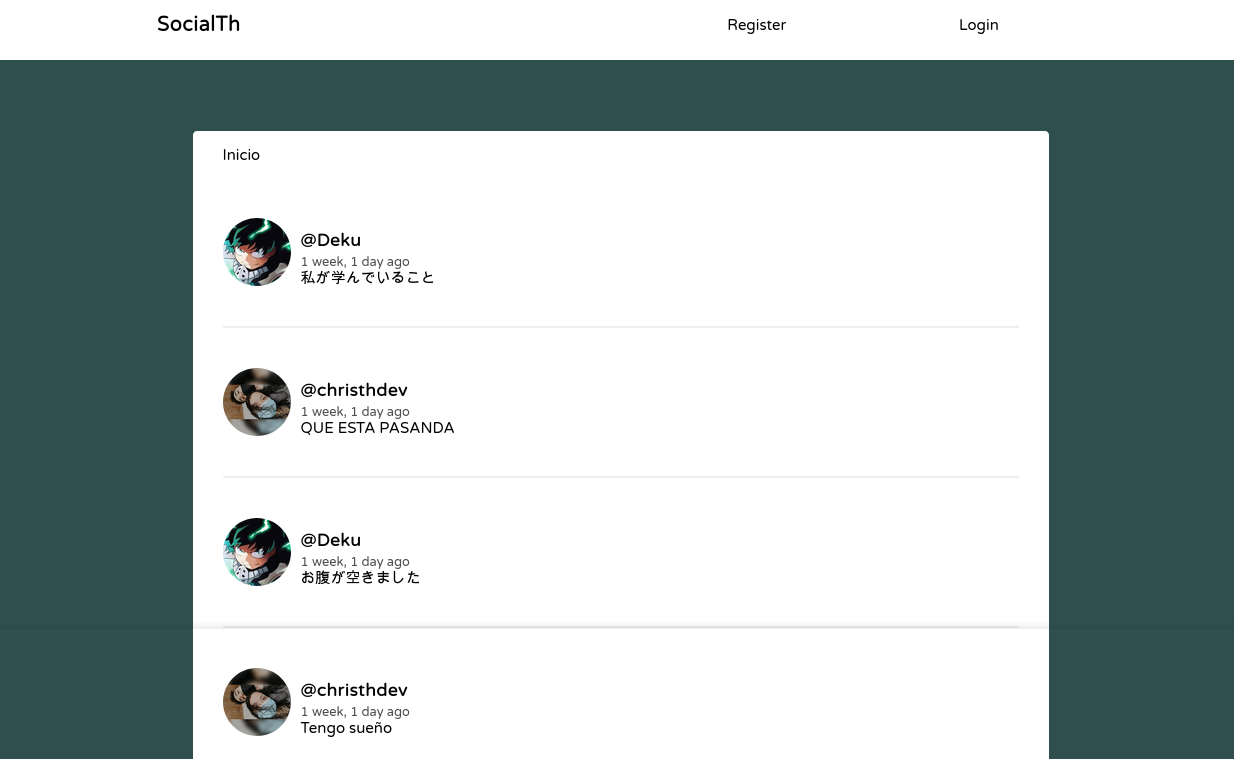 SocialTh
Register
Login
Inicio
@Deku
1 week, 1 day ago
私が学んでいること
@christhdev
1 week, 1 day ago
QUE ESTA PASANDA
@Deku
1 week, 1 day ago
お腹が空きました
@christhdev
1 week, 1 day ago
Tengo sueño